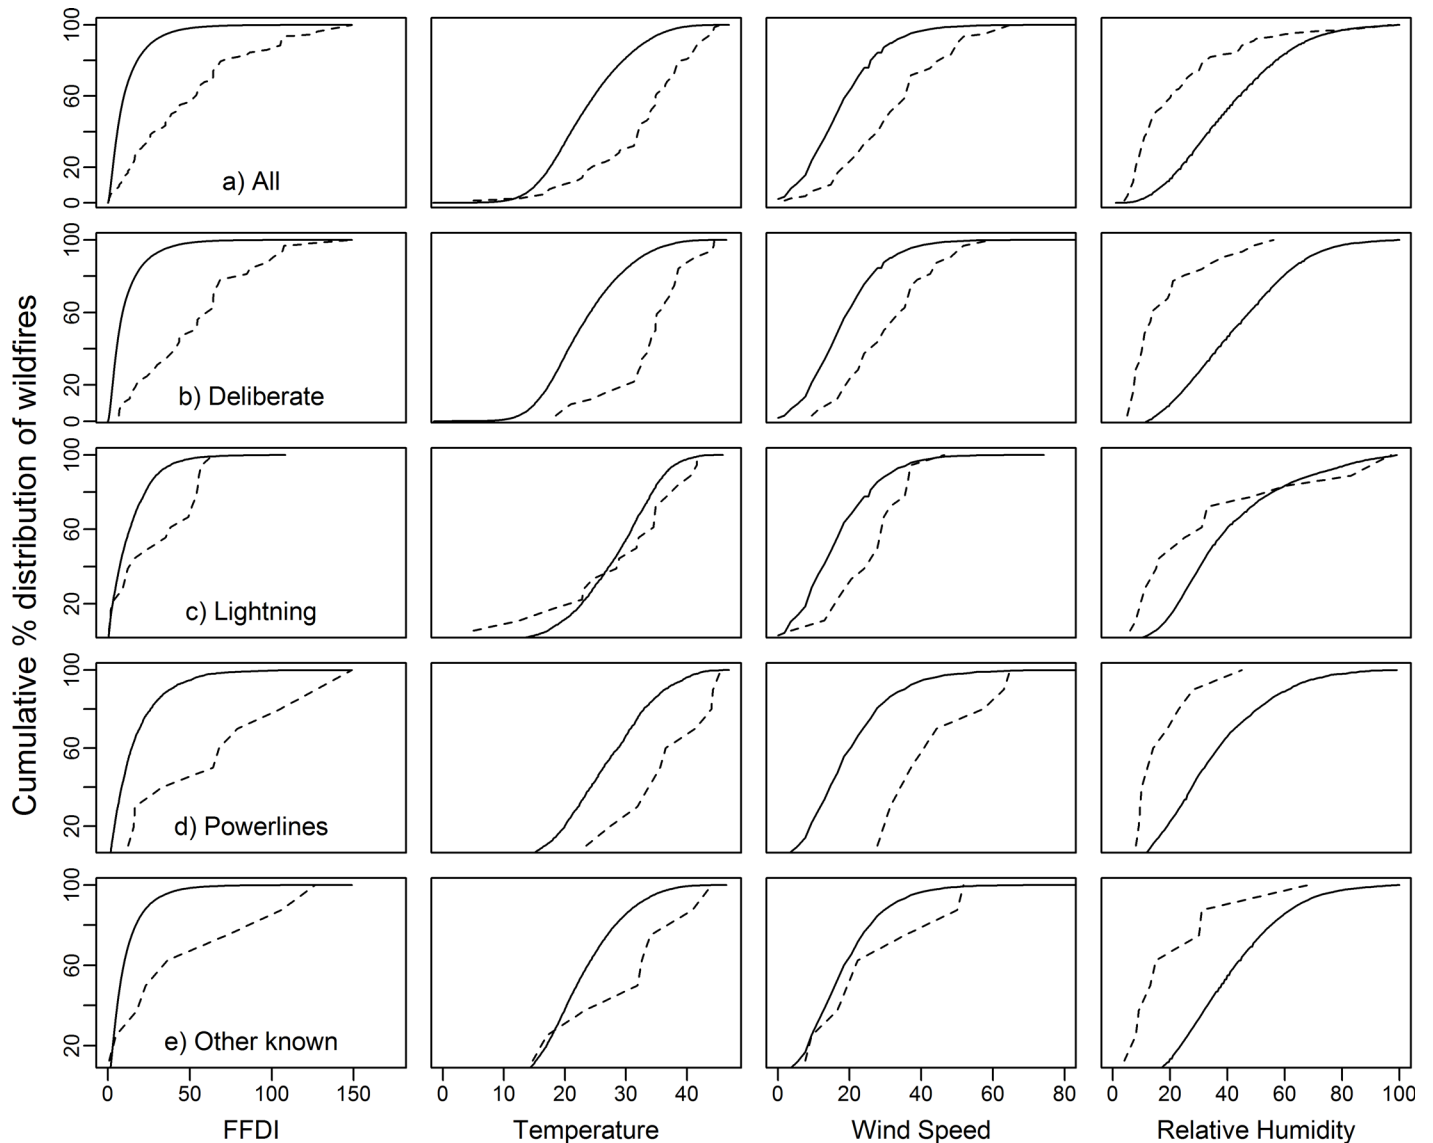 Cumulative % distribution of wildfires
0 20 60 100
a) All
0 20 60 100
b) Deliberate
20 60 100
c) Lightning
20 60 100
d) Powerlines
20 60 100
e) Other known
0 50 100 150
0 10 20 30 40
0 20 40 60 80
0 20 40 60 80 100
FFDI
Temperature
Wind Speed
Relative Humidity